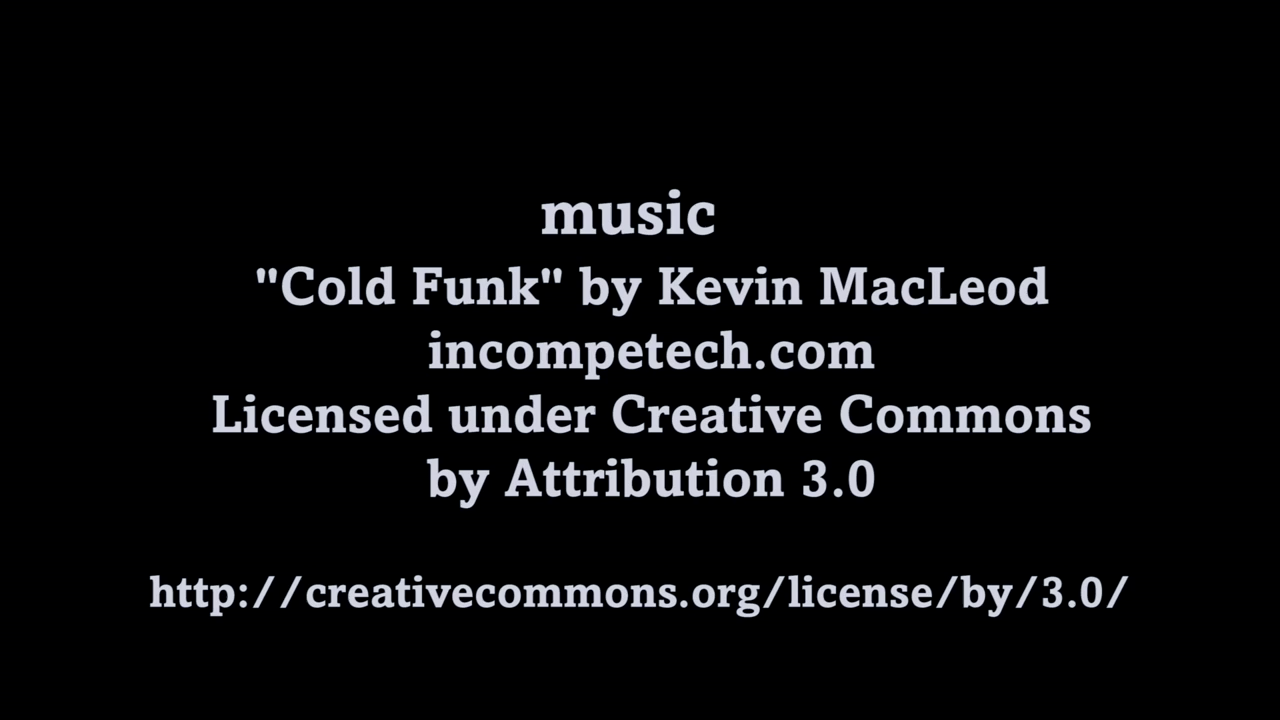 music
"Cold Funk" by Kevin MacLeod
incompetech.com
Licensed under Creative Commons
by Attribution 3.0
http://creativecommons.org/license/by/3.0/